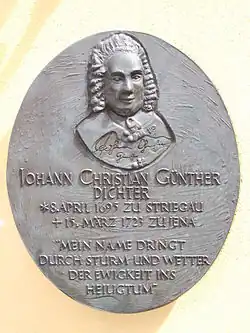 JOHANN CHRISTIAN GÜNTHER
DICHTER
*8.APRIL 1695 ZU STRIEGAU
+ 15. MÄRZ 1723 ZU JENA
"MEIN NAME DRINGT
DURCH STURM UND WETTER
DER EWIGKEIT INS
HEILIGTUM"